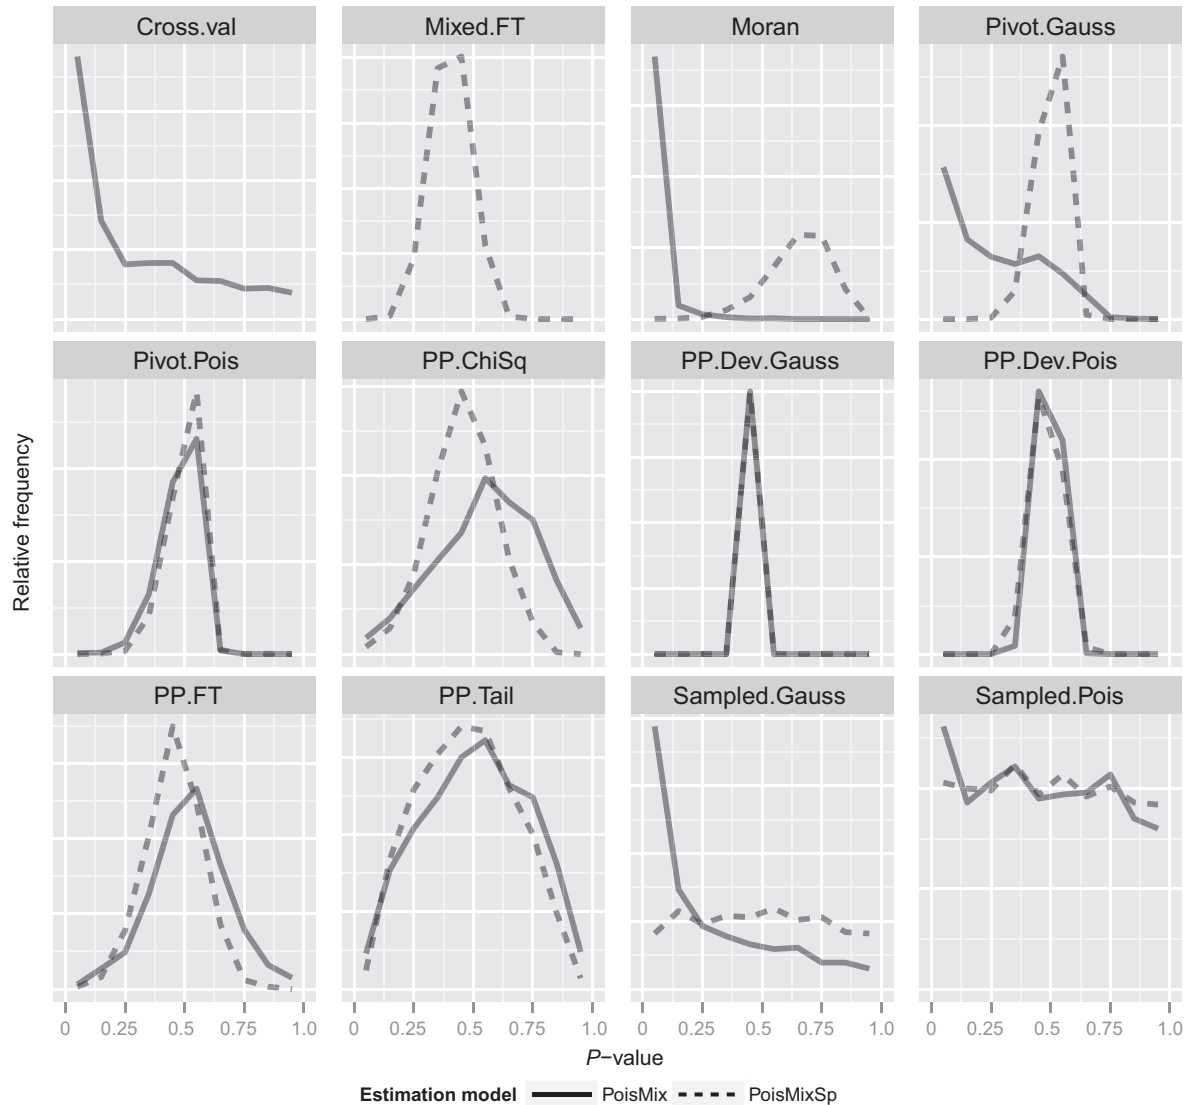 Cross.val Mixed.FT Moran Pivot.Gauss
Pivot.Pois PP.ChiSq PP.Dev.Gauss PP.Dev.Pois
PP.FT PP.Tail Sampled.Gauss Sampled.Pois
Relative frequency
0 0.25 0.5 0.75 1.0 0 0.25 0.5 0.75 1.0 0 0.25 0.5 0.75 1.0 0 0.25 0.5 0.75 1.0
P−value
Estimation model PoisMix PoisMixSp